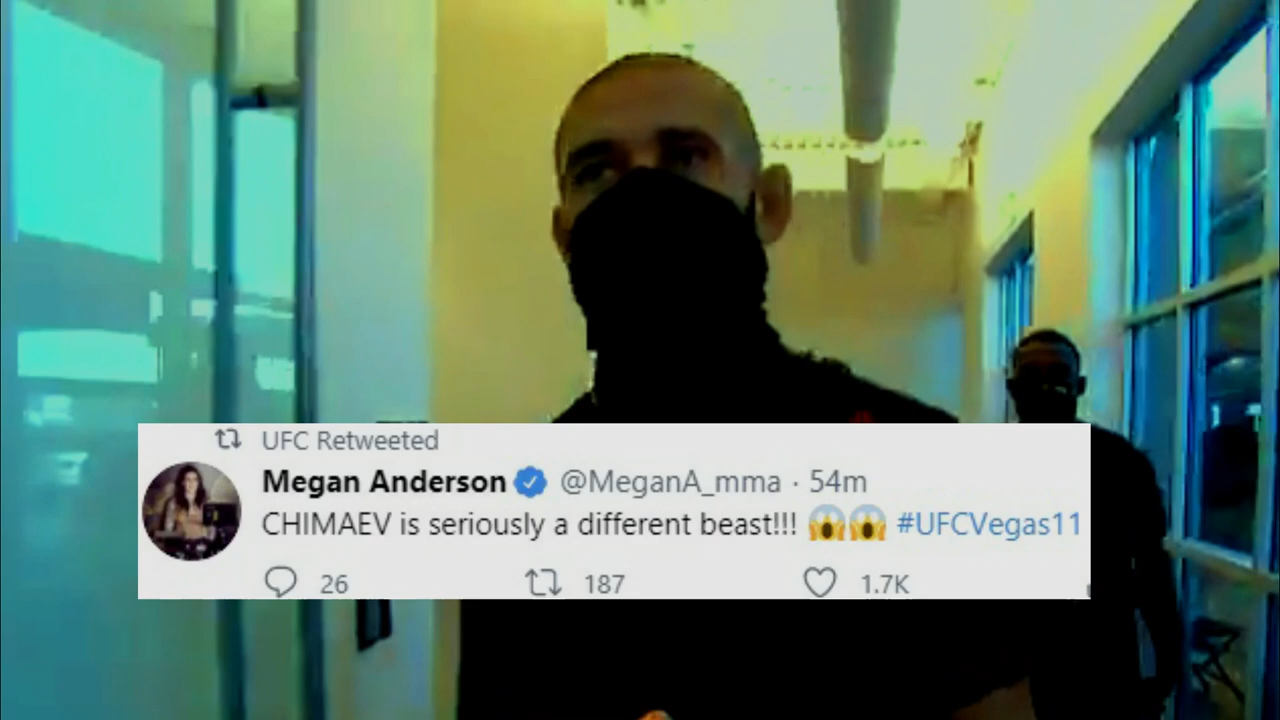 UFC Retweeted
Megan Anderson @MeganA_mma · 54m
CHIMAEV is seriously a different beast!!! 😱😱 #UFCVegas11
26 187 1.7K